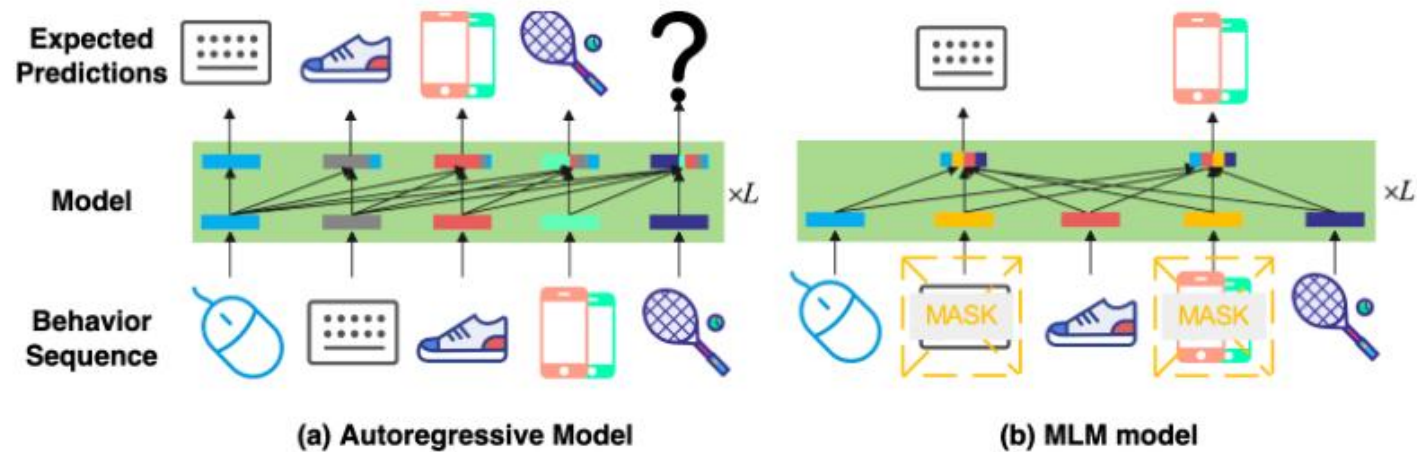 Expected
Predictions
Model
×L
×L
Behavior
Sequence
MASK
MASK
(a) Autoregressive Model
(b) MLM model